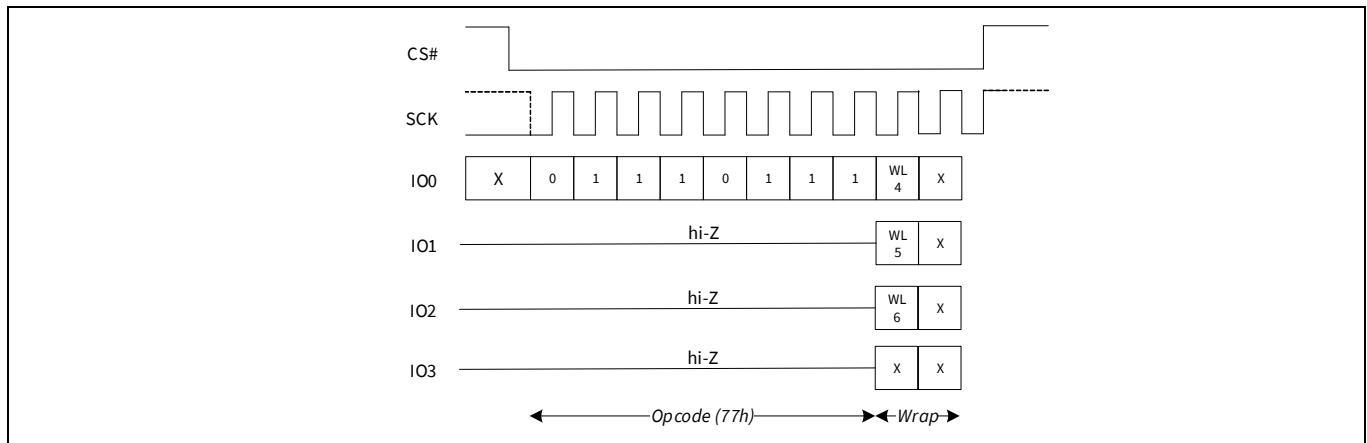 CS#
SCK
IO0 X 0 1 1 1 0 1 1 1 WL 4 X
hi-Z
IO1 WL 5 X
hi-Z
IO2 WL 6 X
hi-Z
IO3 X X
Opcode (77h) Wrap